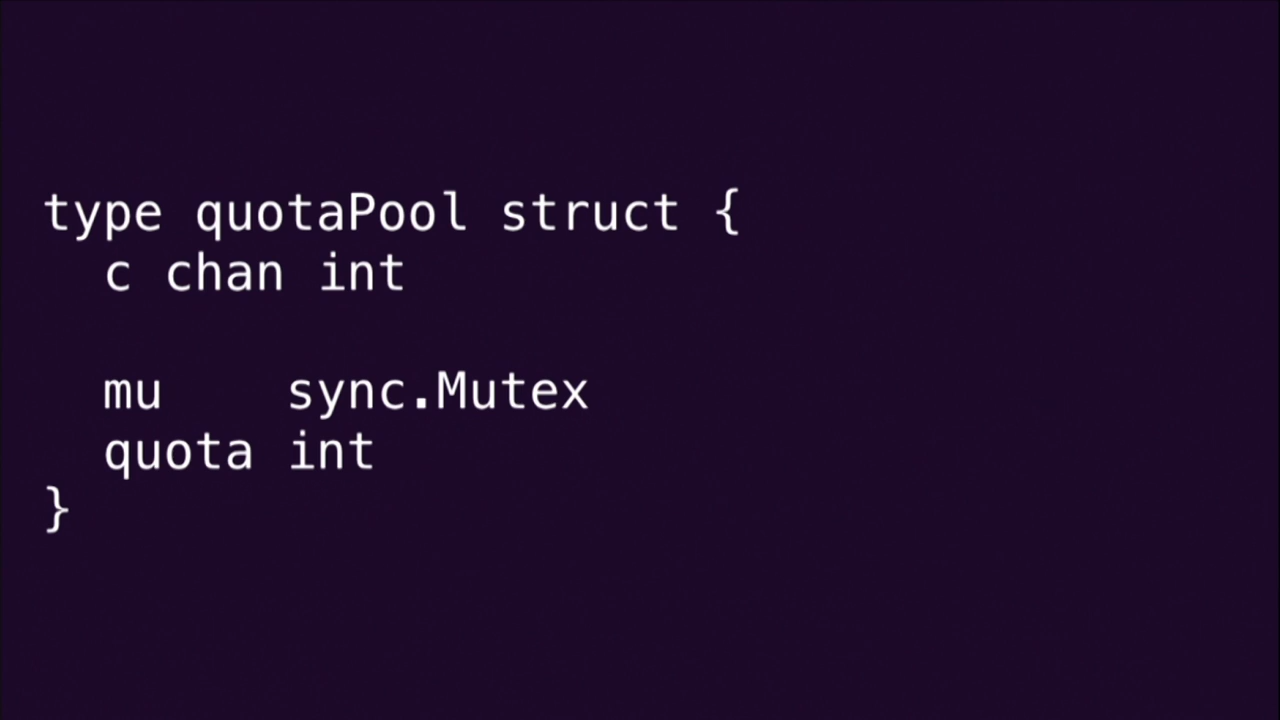 type quotaPool struct {
  c chan int

  mu    sync.Mutex
  quota int
}